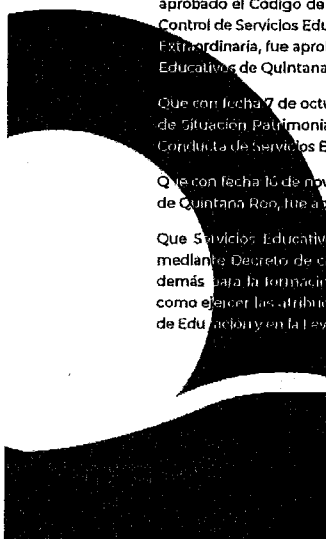 aprobado el Código de
Control de Servicios Edu
Extraordinaria, fue apro
Educativos de Quintana
Que con fecha 7 de octu
de Situación Patrimonia
Conducta de Servicios E
Que con fecha 16 de nov
de Quintana Roo, fue a
Que Servicios Educativ
mediante Decreto de c
demás para la formació
como ejercer las atribuc
de Educación y en la Ley